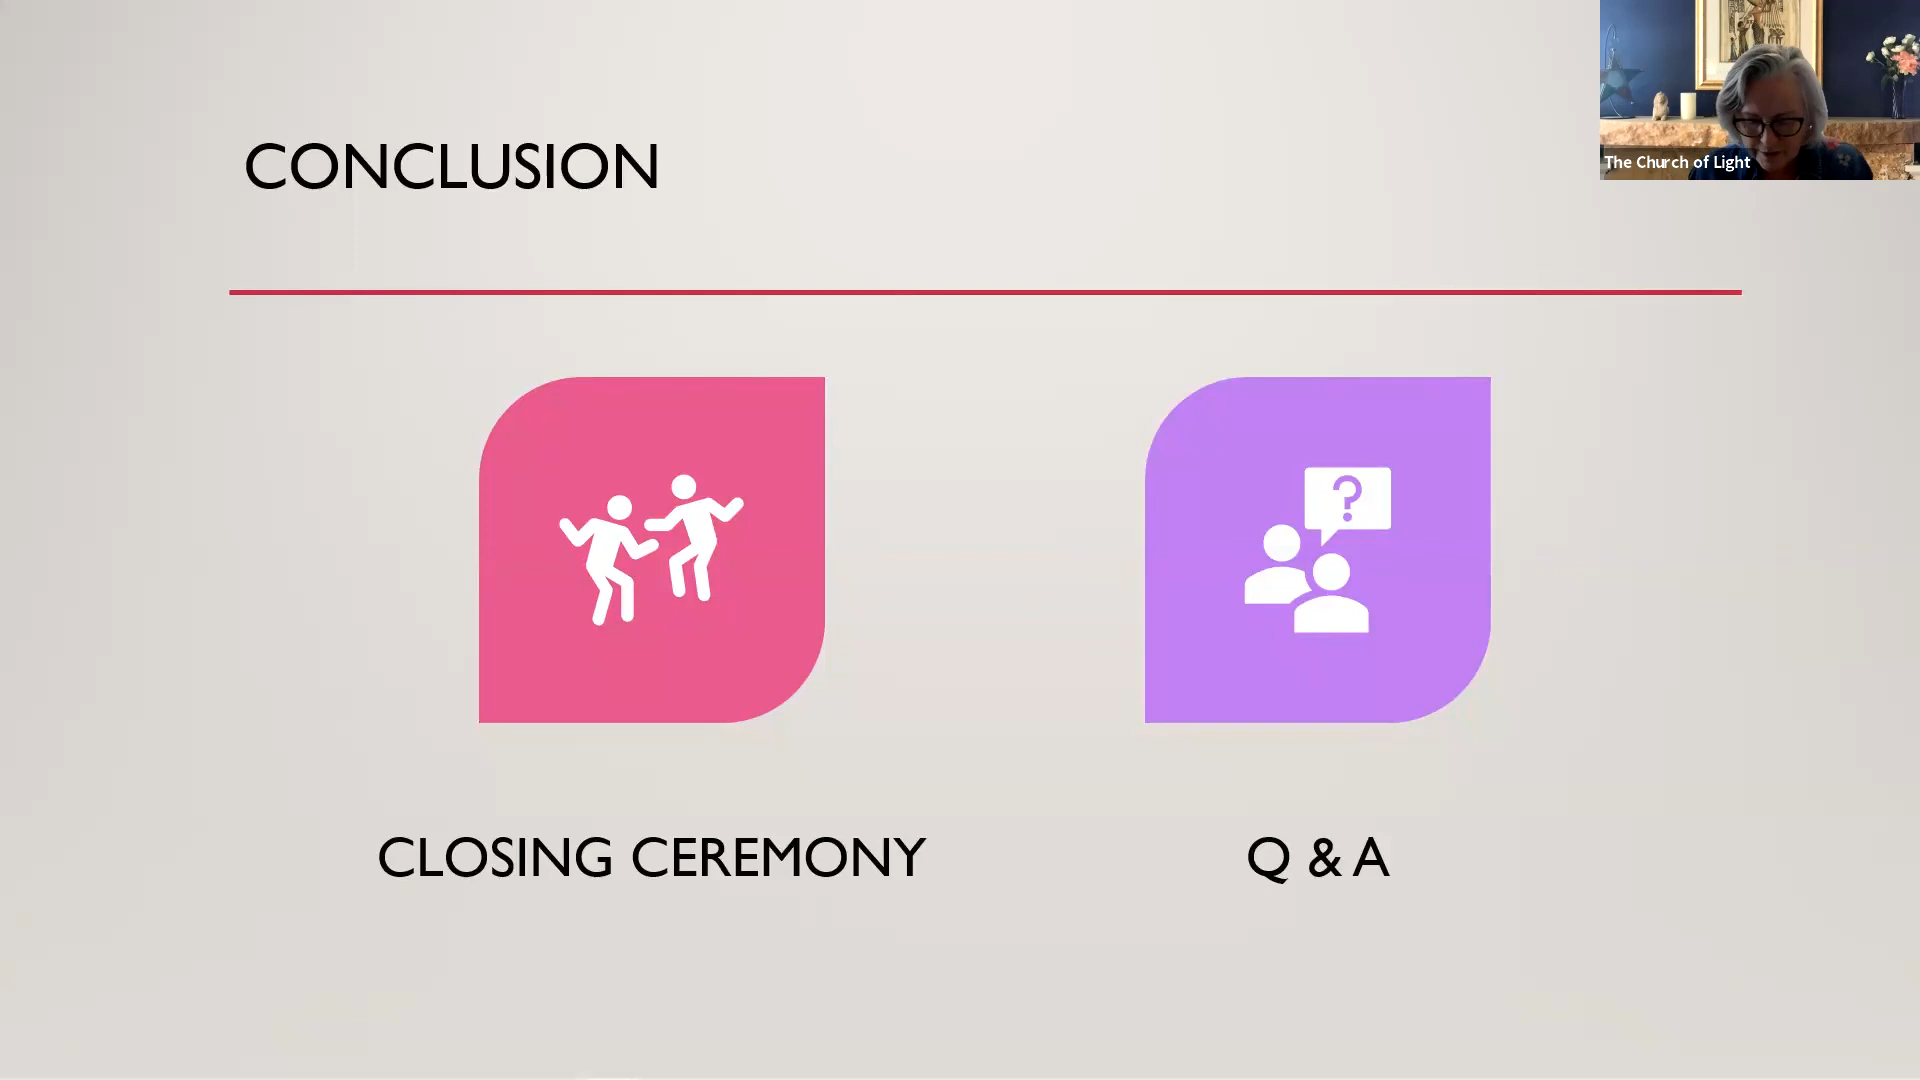 CONCLUSION
The Church of Light
?
CLOSING CEREMONY
Q & A